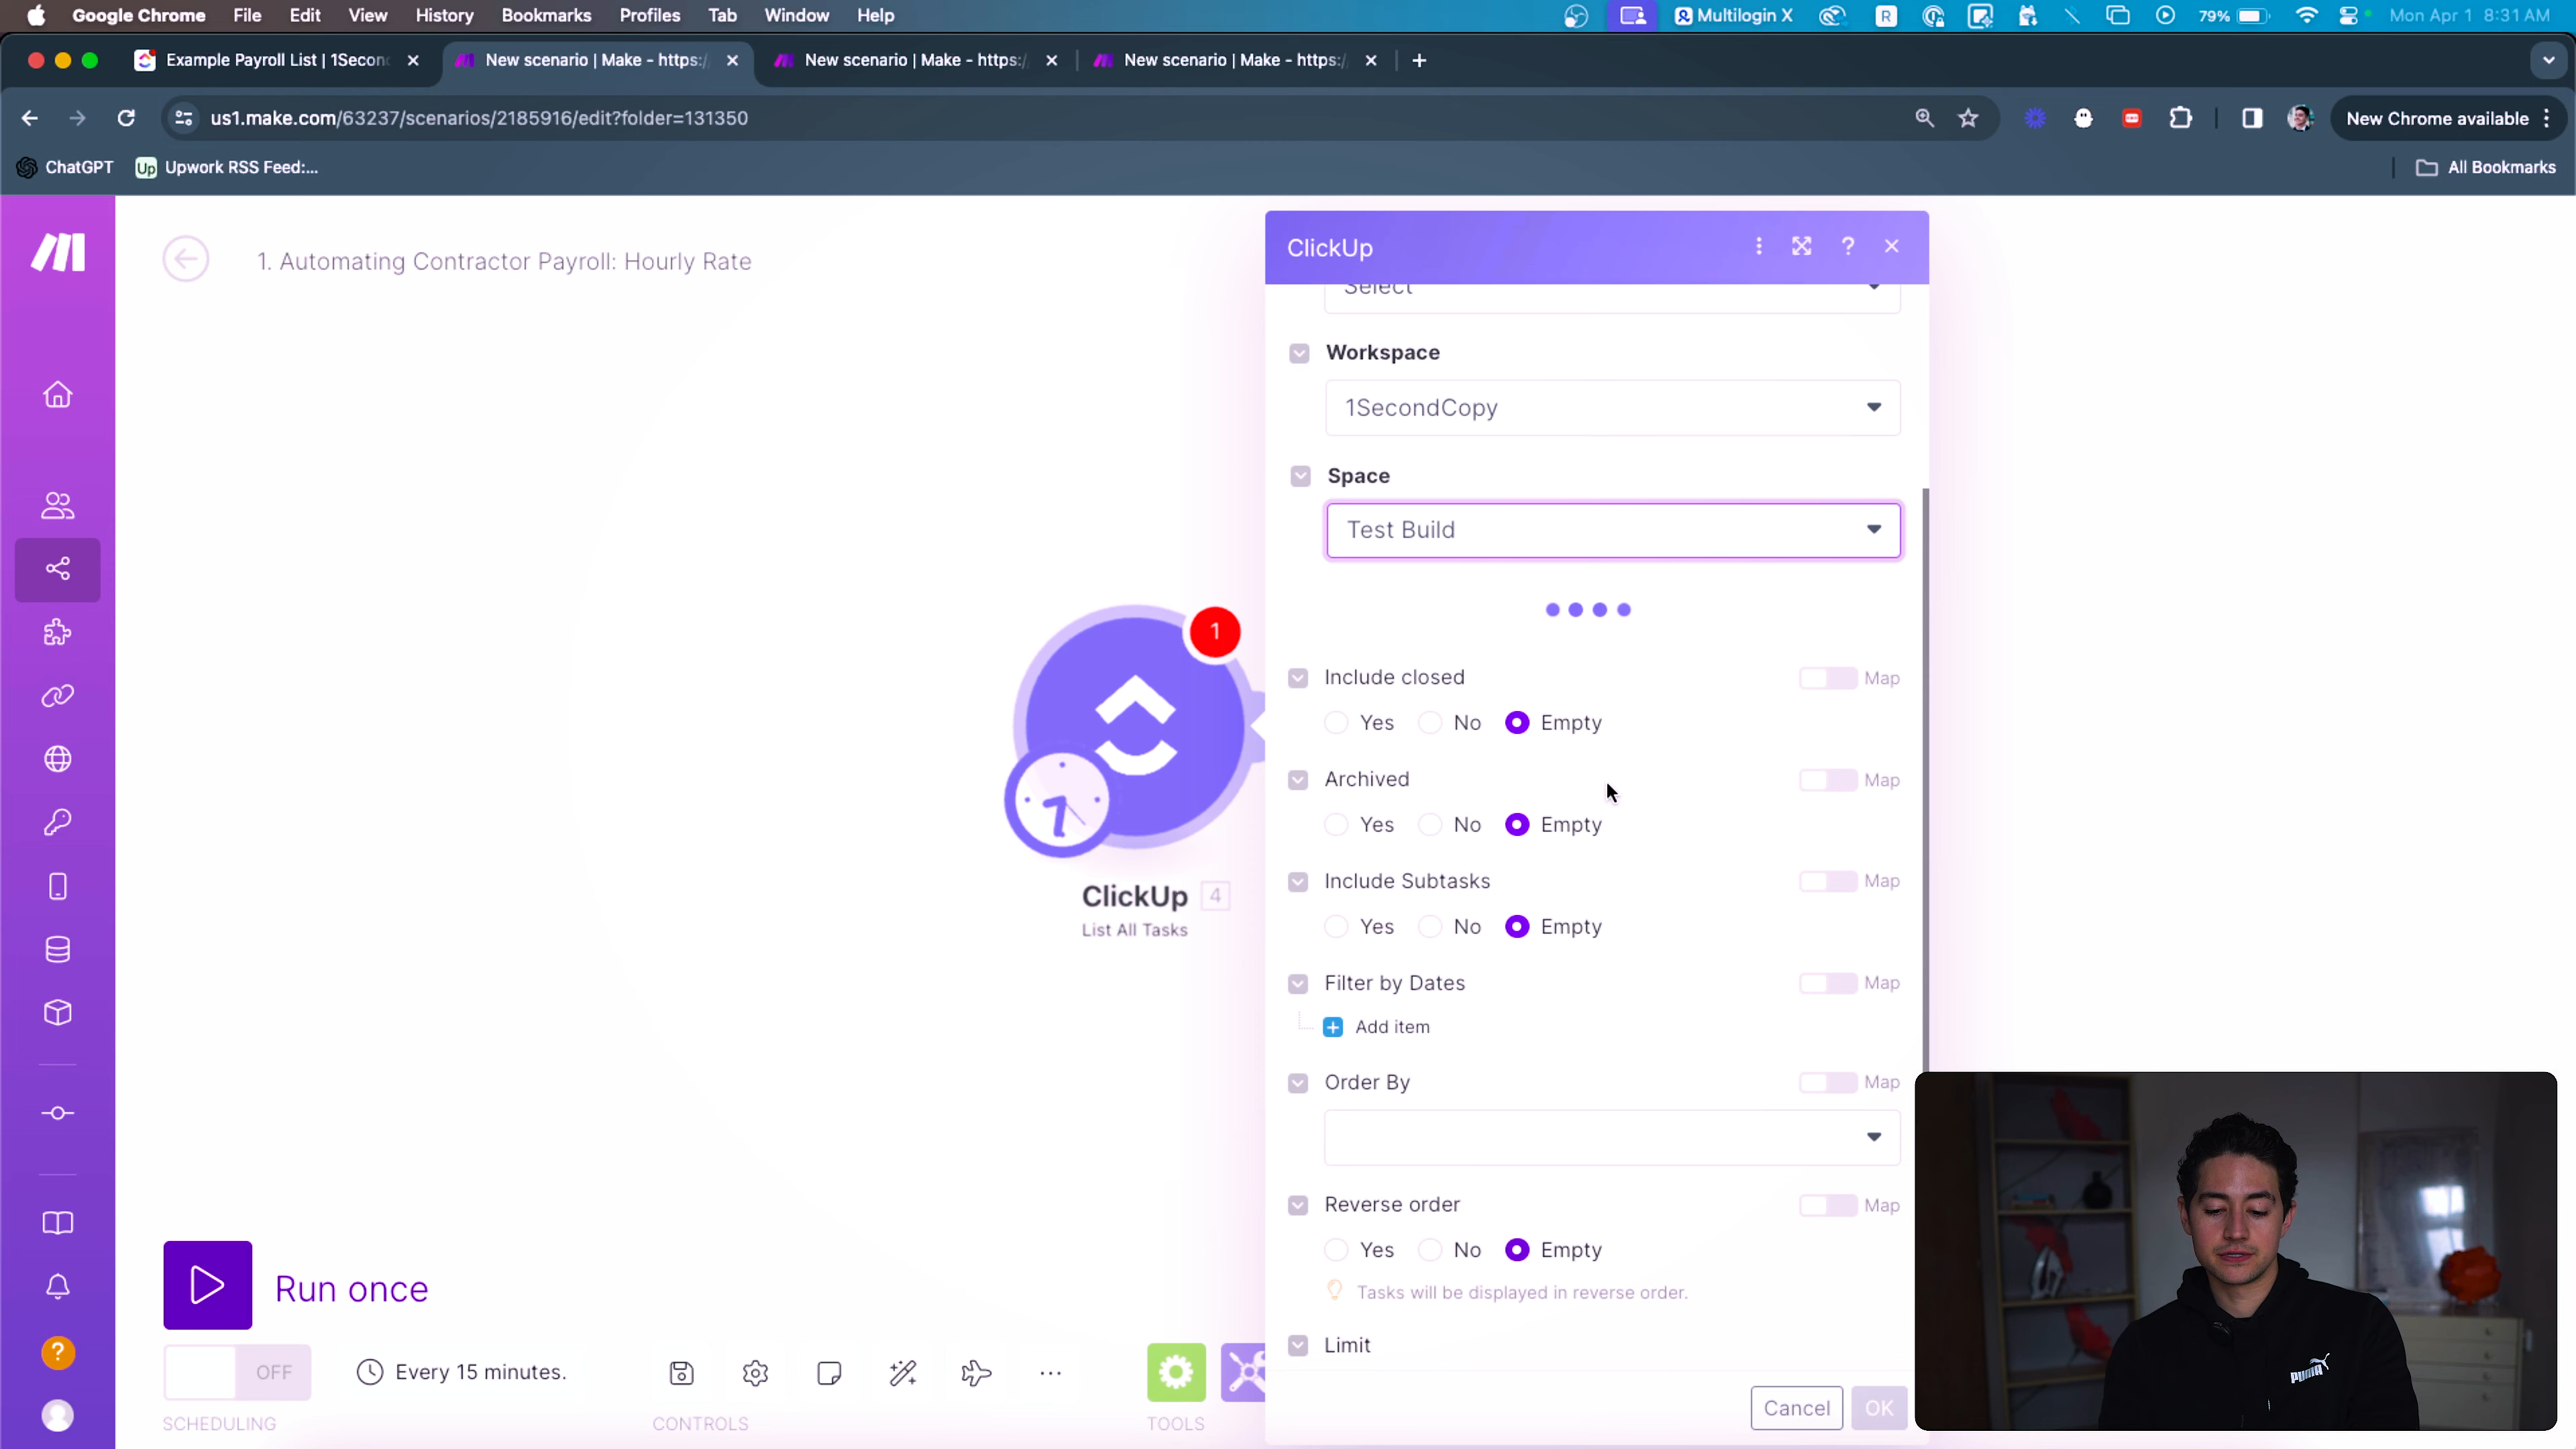 Google Chrome File Edit View History Bookmarks Profiles Tab Window Help Multilogin X 79% Mon Apr 1 8:31 AM
Example Payroll List | 1Secon New scenario | Make - https:/ New scenario | Make - https:/ New scenario | Make - https:/
us1.make.com/63237/scenarios/2185916/edit?folder=131350 New Chrome available
ChatGPT Up Upwork RSS Feed:... All Bookmarks
1. Automating Contractor Payroll: Hourly Rate
ClickUp
Select
Workspace
1SecondCopy
Space
Test Build
1
Include closed Map
Yes No Empty
Archived Map
Yes No Empty
ClickUp 4
List All Tasks
Include Subtasks Map
Yes No Empty
Filter by Dates Map
Add item
Order By Map
Reverse order Map
Yes No Empty
Tasks will be displayed in reverse order.
Limit
Run once
OFF Every 15 minutes.
SCHEDULING CONTROLS TOOLS
Cancel OK
PUMA